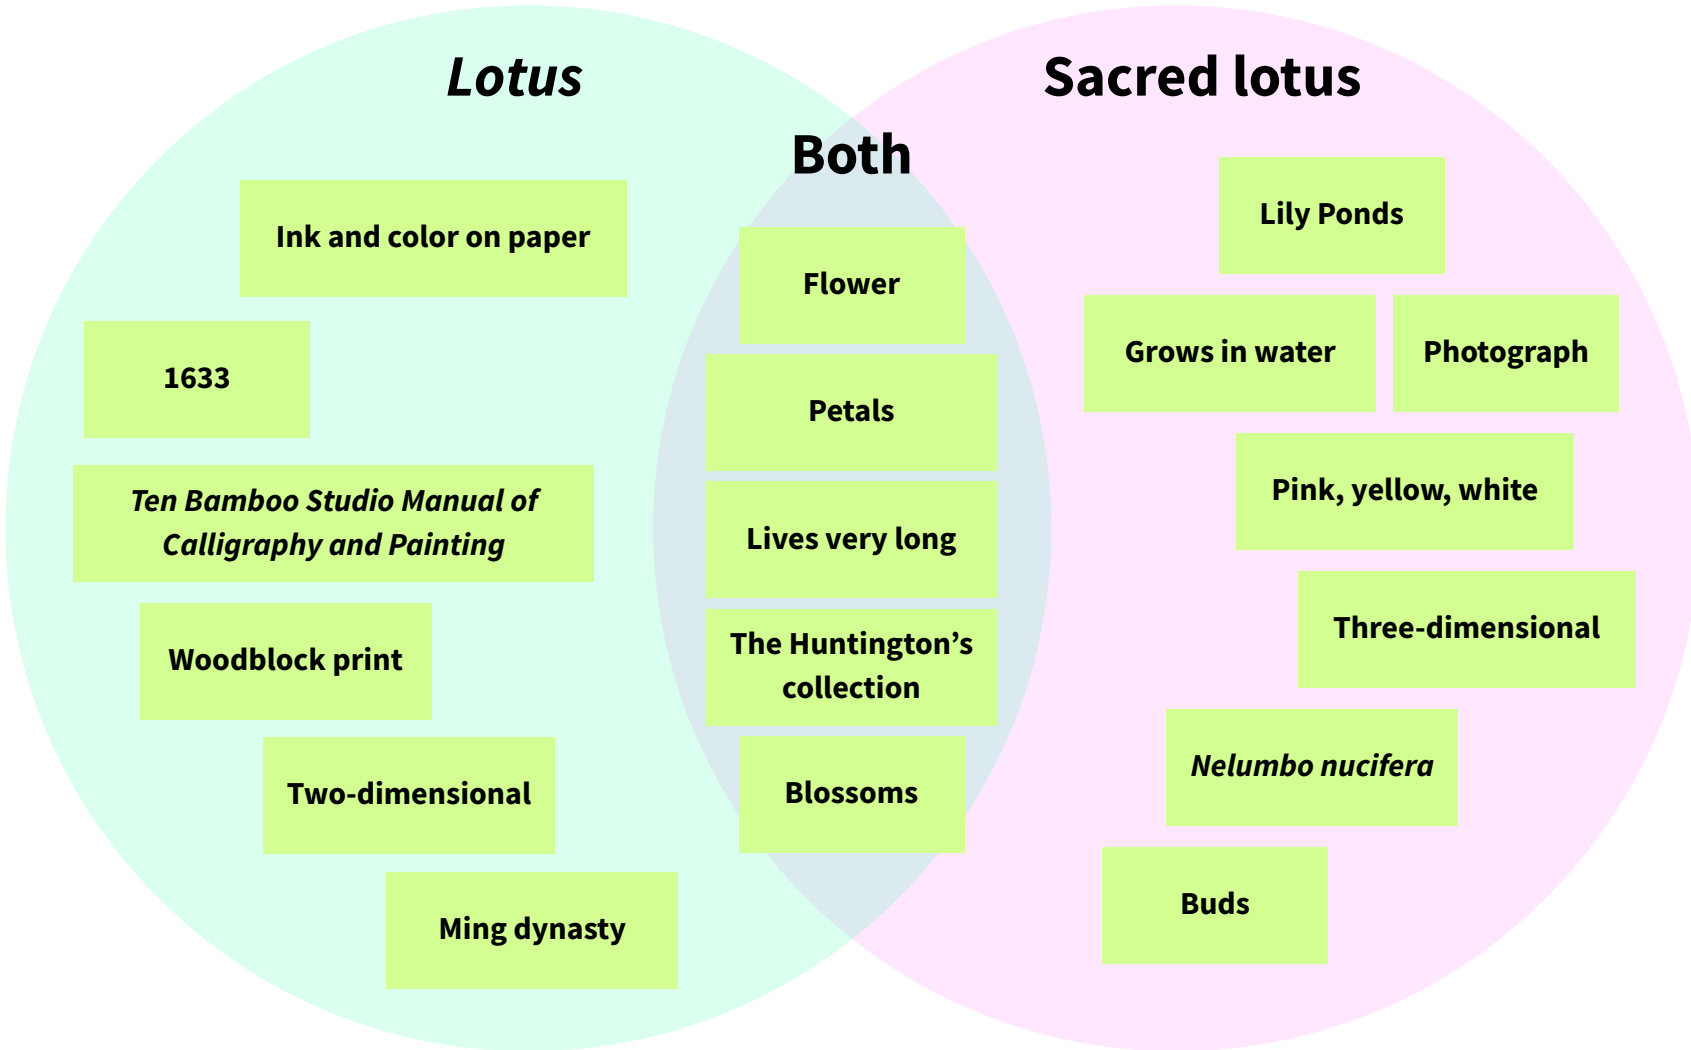 Lotus
Ink and color on paper
1633
Ten Bamboo Studio Manual of
Calligraphy and Painting
Woodblock print
Two-dimensional
Ming dynasty
Both
Flower
Petals
Lives very long
The Huntington’s
collection
Blossoms
Sacred lotus
Lily Ponds
Grows in water
Photograph
Pink, yellow, white
Three-dimensional
Nelumbo nucifera
Buds